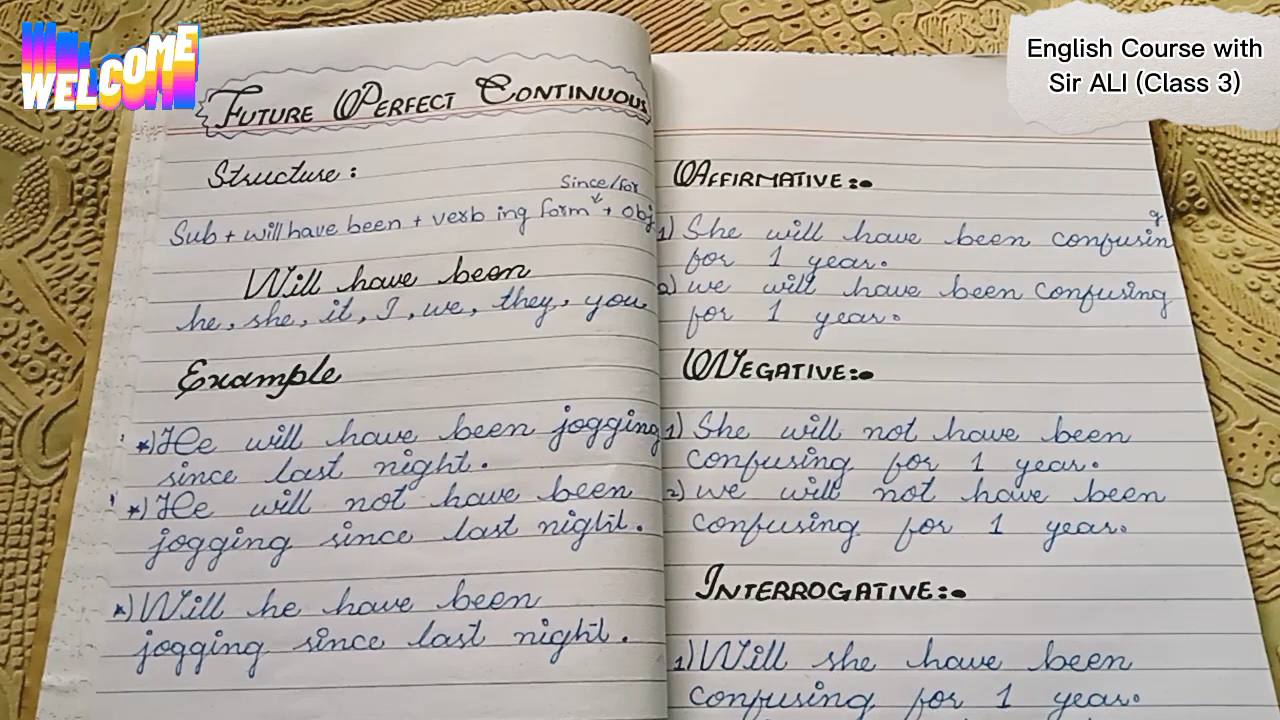 WELCOME
English Course with
Sir ALI (Class 3)
FUTURE PERFECT CONTINUOUS
Structure:
Since/for
Sub + will have been + verb ing form + obj
Will have been
he, she, it, I, we, they, you
Example
*) He will have been jogging
since last night.
*) He will not have been
jogging since last night.
*) Will he have been
jogging since last night.
AFFIRMATIVE:
1) She will have been confusing
for 1 year.
2) we will have been confusing
for 1 year.
NEGATIVE:
1) She will not have been
confusing for 1 year.
2) we will not have been
confusing for 1 year.
INTERROGATIVE:
1) Will she have been
confusing for 1 year.